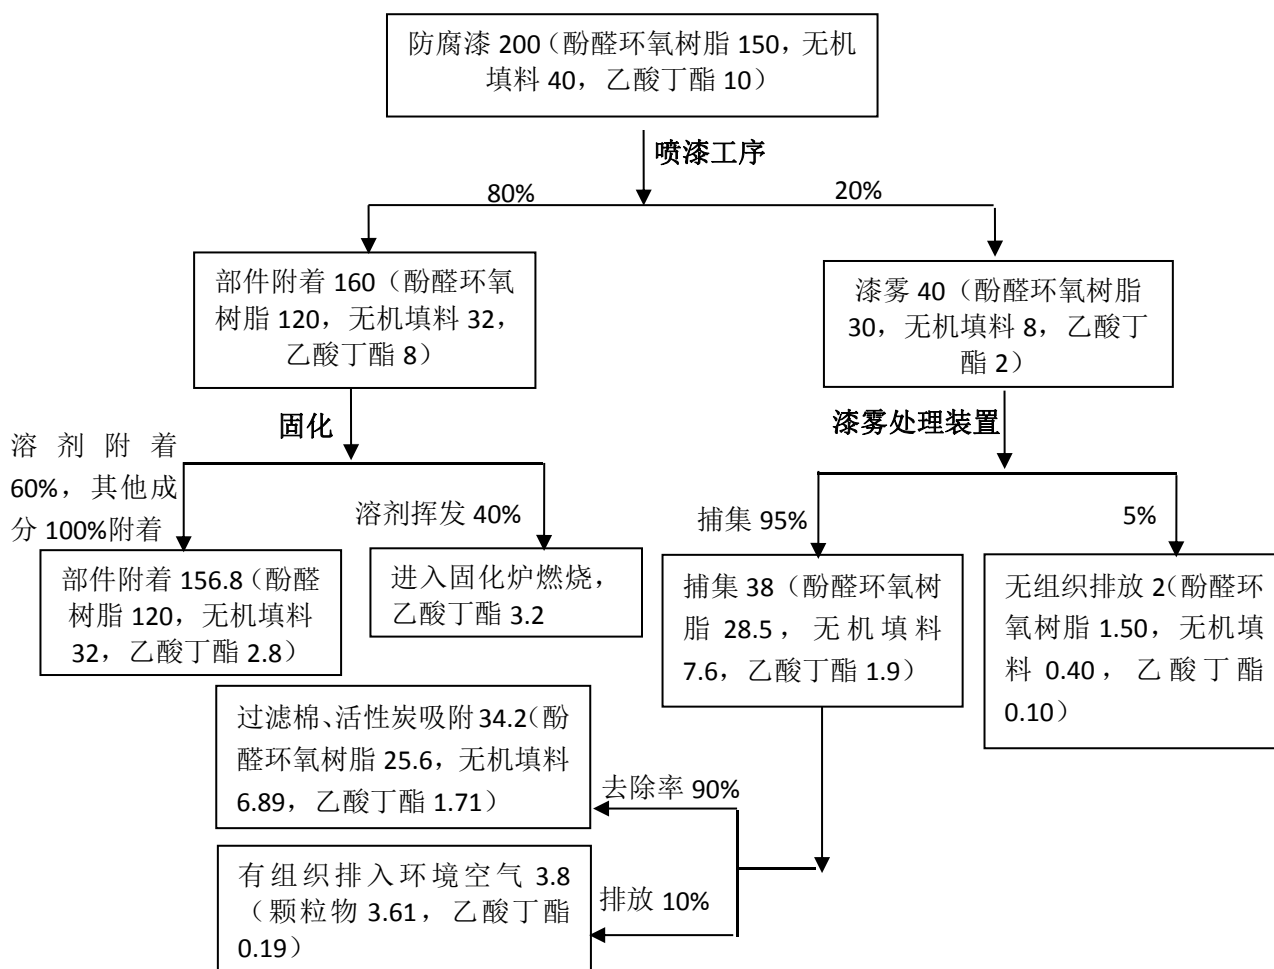 防腐漆 200（酚醛环氧树脂 150，无机
填料 40，乙酸丁酯 10）
喷漆工序
80%
20%
部件附着 160（酚醛环氧
树脂 120，无机填料 32，
乙酸丁酯 8）
漆雾 40（酚醛环氧树脂
30，无机填料 8，乙酸丁
酯 2）
固化
漆雾处理装置
溶剂附着
60%，其他成
分 100%附着
溶剂挥发 40%
捕集 95%
5%
部件附着 156.8（酚醛
树脂 120，无机填料
32，乙酸丁酯 2.8）
进入固化炉燃烧，
乙酸丁酯 3.2
捕集 38（酚醛环氧树
脂 28.5，无机填料
7.6，乙酸丁酯 1.9）
无组织排放 2（酚醛环
氧树脂 1.50，无机填
料 0.40，乙酸丁酯
0.10）
过滤棉、活性炭吸附 34.2（酚
醛环氧树脂 25.6，无机填料
6.89，乙酸丁酯 1.71）
去除率 90%
有组织排入环境空气 3.8
（颗粒物 3.61，乙酸丁酯
0.19）
排放 10%